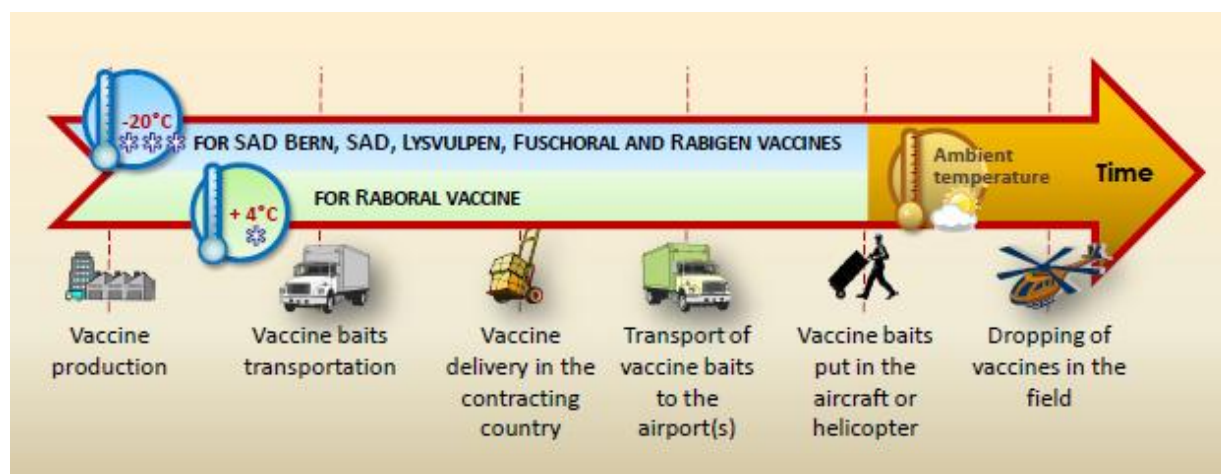 -20°C
FOR SAD BERN, SAD, LYSVULPEN, FUSCHORAL AND RABIGEN VACCINES
Ambient
temperature
Time
FOR RABORAL VACCINE
+ 4°C
Vaccine
production
Vaccine baits
transportation
Vaccine
delivery in the
contracting
country
Transport of
vaccine baits
to the
airport(s)
Vaccine baits
put in the
aircraft or
helicopter
Dropping of
vaccines in the
field